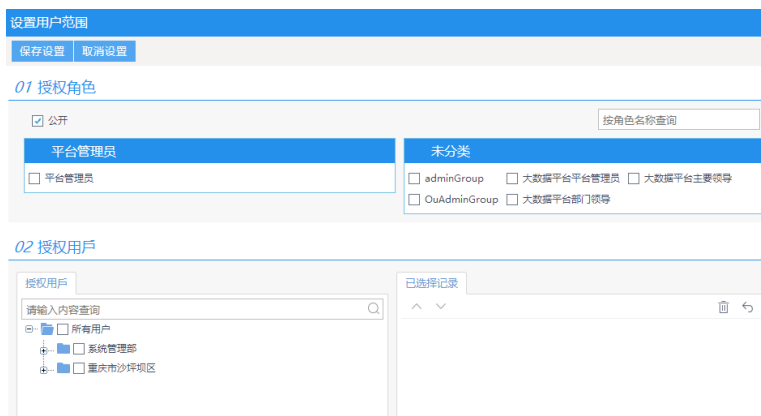 设置用户范围
保存设置 取消设置
01 授权角色
公开 按角色名称查询
平台管理员
平台管理员
未分类
adminGroup 大数据平台平台管理员 大数据平台主要领导
OuAdminGroup 大数据平台部门领导
02 授权用戶
授权用戶
请输入内容查询
所有用户
系统管理部
重庆市沙坪坝区
已选择记录